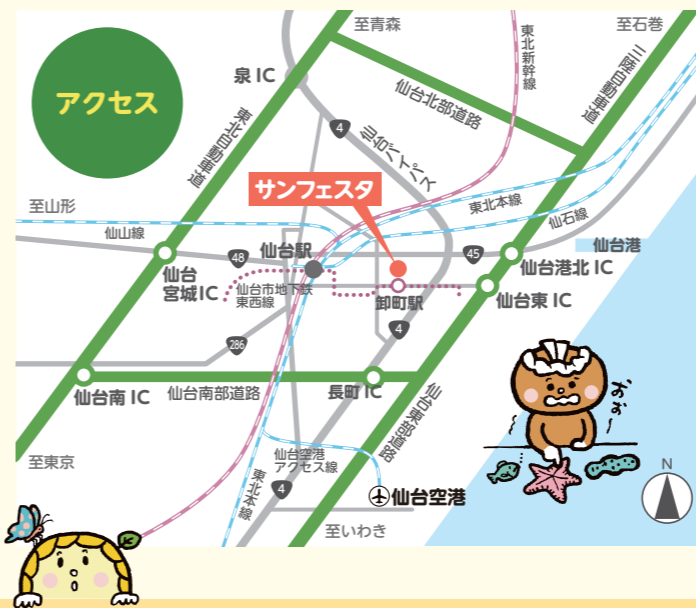 アクセス
至青森
至石巻
泉IC
東北新幹線
三陸自動車道
東北自動車道
4
仙台バイパス
仙台北部道路
サンフェスタ
至山形
仙山線
東北本線
仙石線
仙台港
仙台駅
48
45
仙台港北IC
仙台
宮城IC
仙台市地下鉄
東西線
卸町駅
仙台東IC
4
286
仙台南IC
仙台南部道路
長町IC
仙台東部道路
おぉ〜
至東京
仙台空港
アクセス線
東北本線
4
仙台空港
至いわき
N